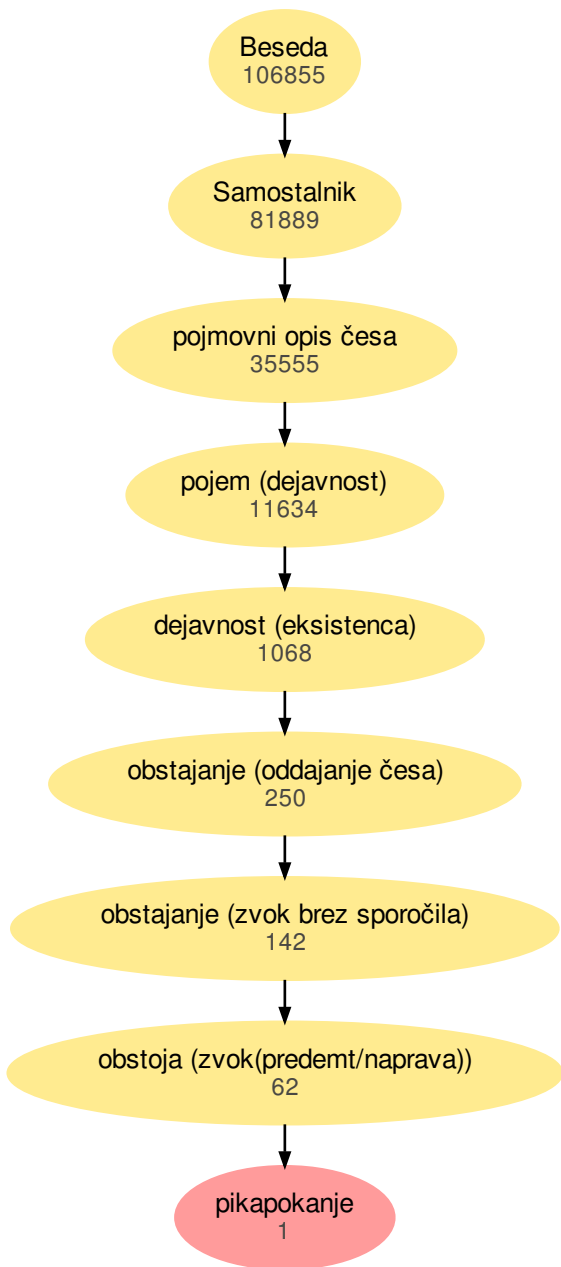 Beseda
106855
Samostalnik
81889
pojmovni opis česa
35555
pojem (dejavnost)
11634
dejavnost (eksistenca)
1068
obstajanje (oddajanje česa)
250
obstajanje (zvok brez sporočila)
142
obstoja (zvok(predemt/naprava))
62
pikapokanje
1